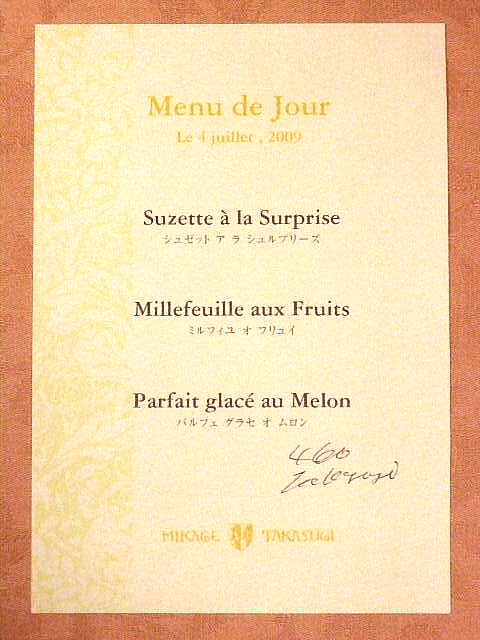 Menu de Jour
Le 4 juillet , 2009
Suzette à la Surprise
シュゼット ア ラ シュルプリーズ
Millefeuille aux Fruits
ミルフィユ オ フリュイ
Parfait glacé au Melon
パルフェ グラセ オ ムロン
460
MIKAGE TAKASUGI